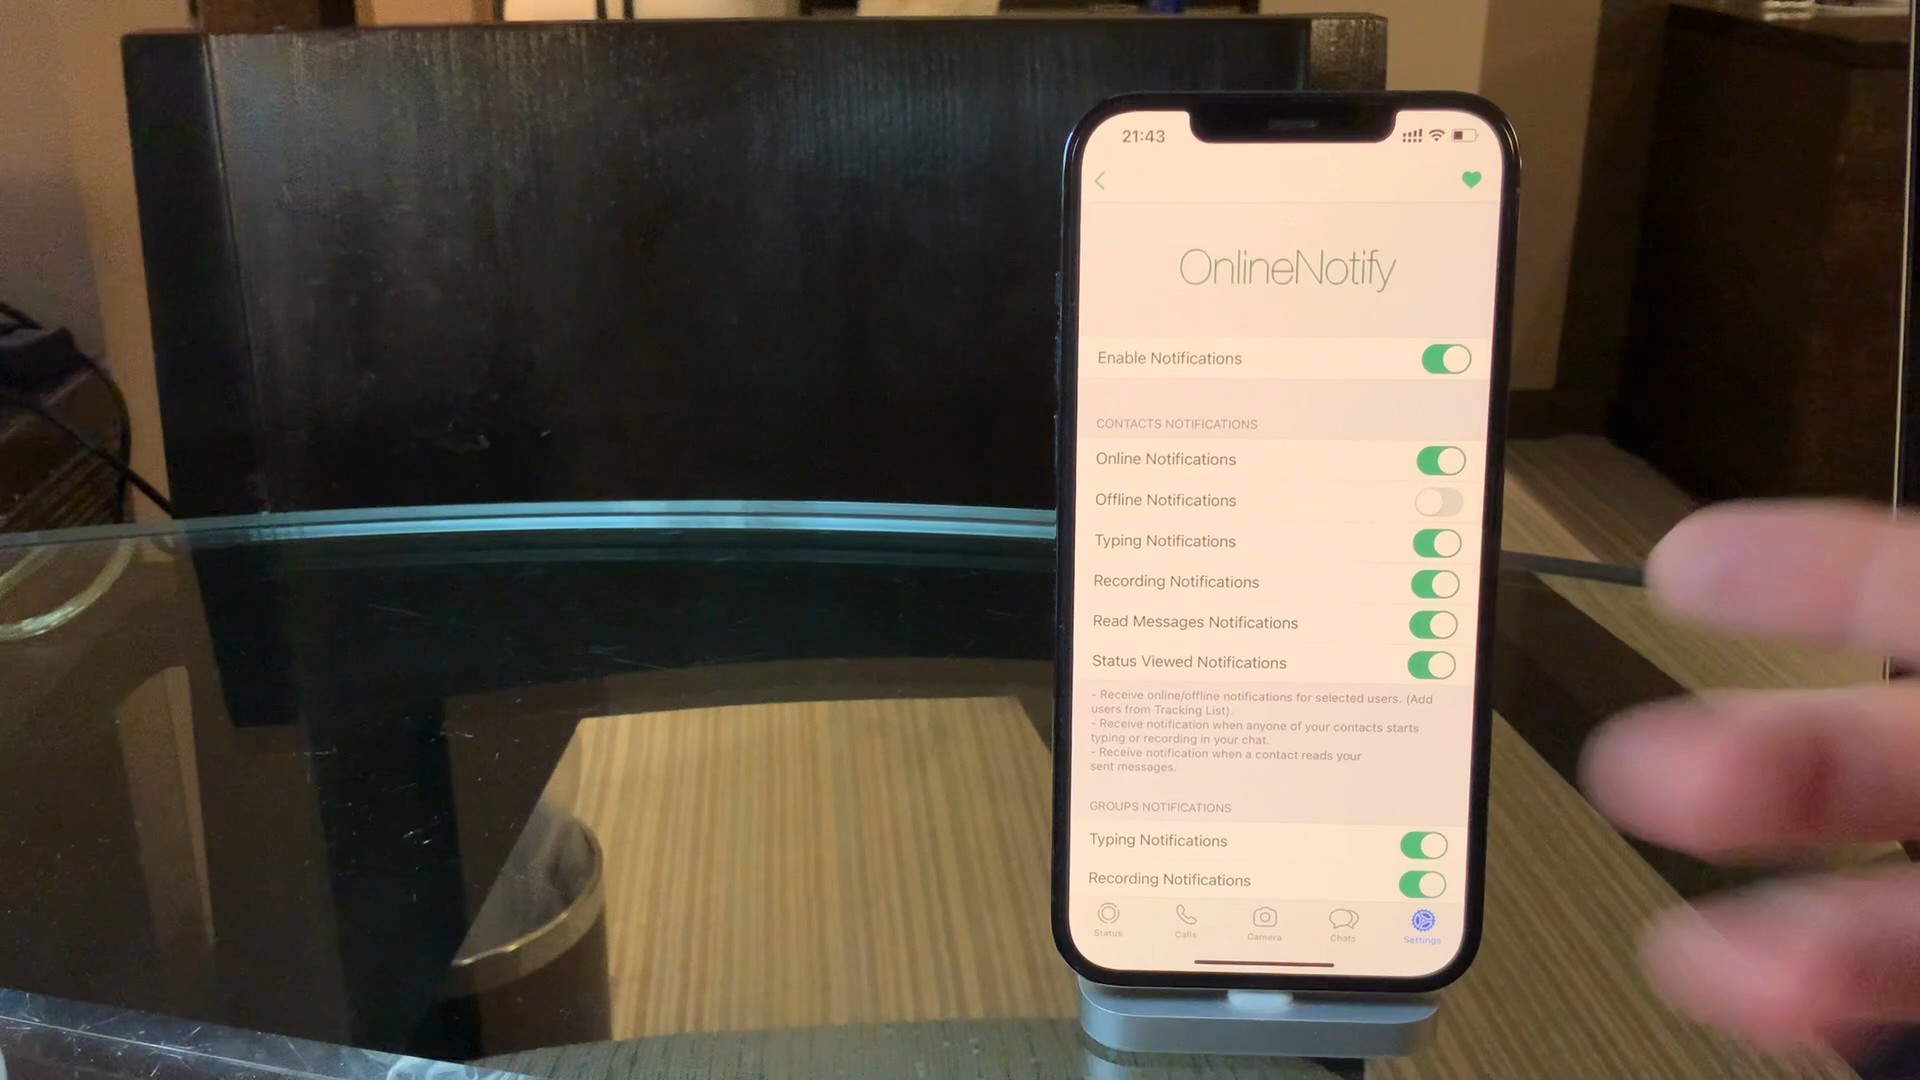 21:43
OnlineNotify
Enable Notifications
CONTACTS NOTIFICATIONS
Online Notifications
Offline Notifications
Typing Notifications
Recording Notifications
Read Messages Notifications
Status Viewed Notifications
- Receive online/offline notifications for selected users. (Add
users from Tracking List).
- Receive notification when anyone of your contacts starts
typing or recording in your chat.
- Receive notification when a contact reads your
sent messages.
GROUPS NOTIFICATIONS
Typing Notifications
Recording Notifications
Status Calls Camera Chats Settings